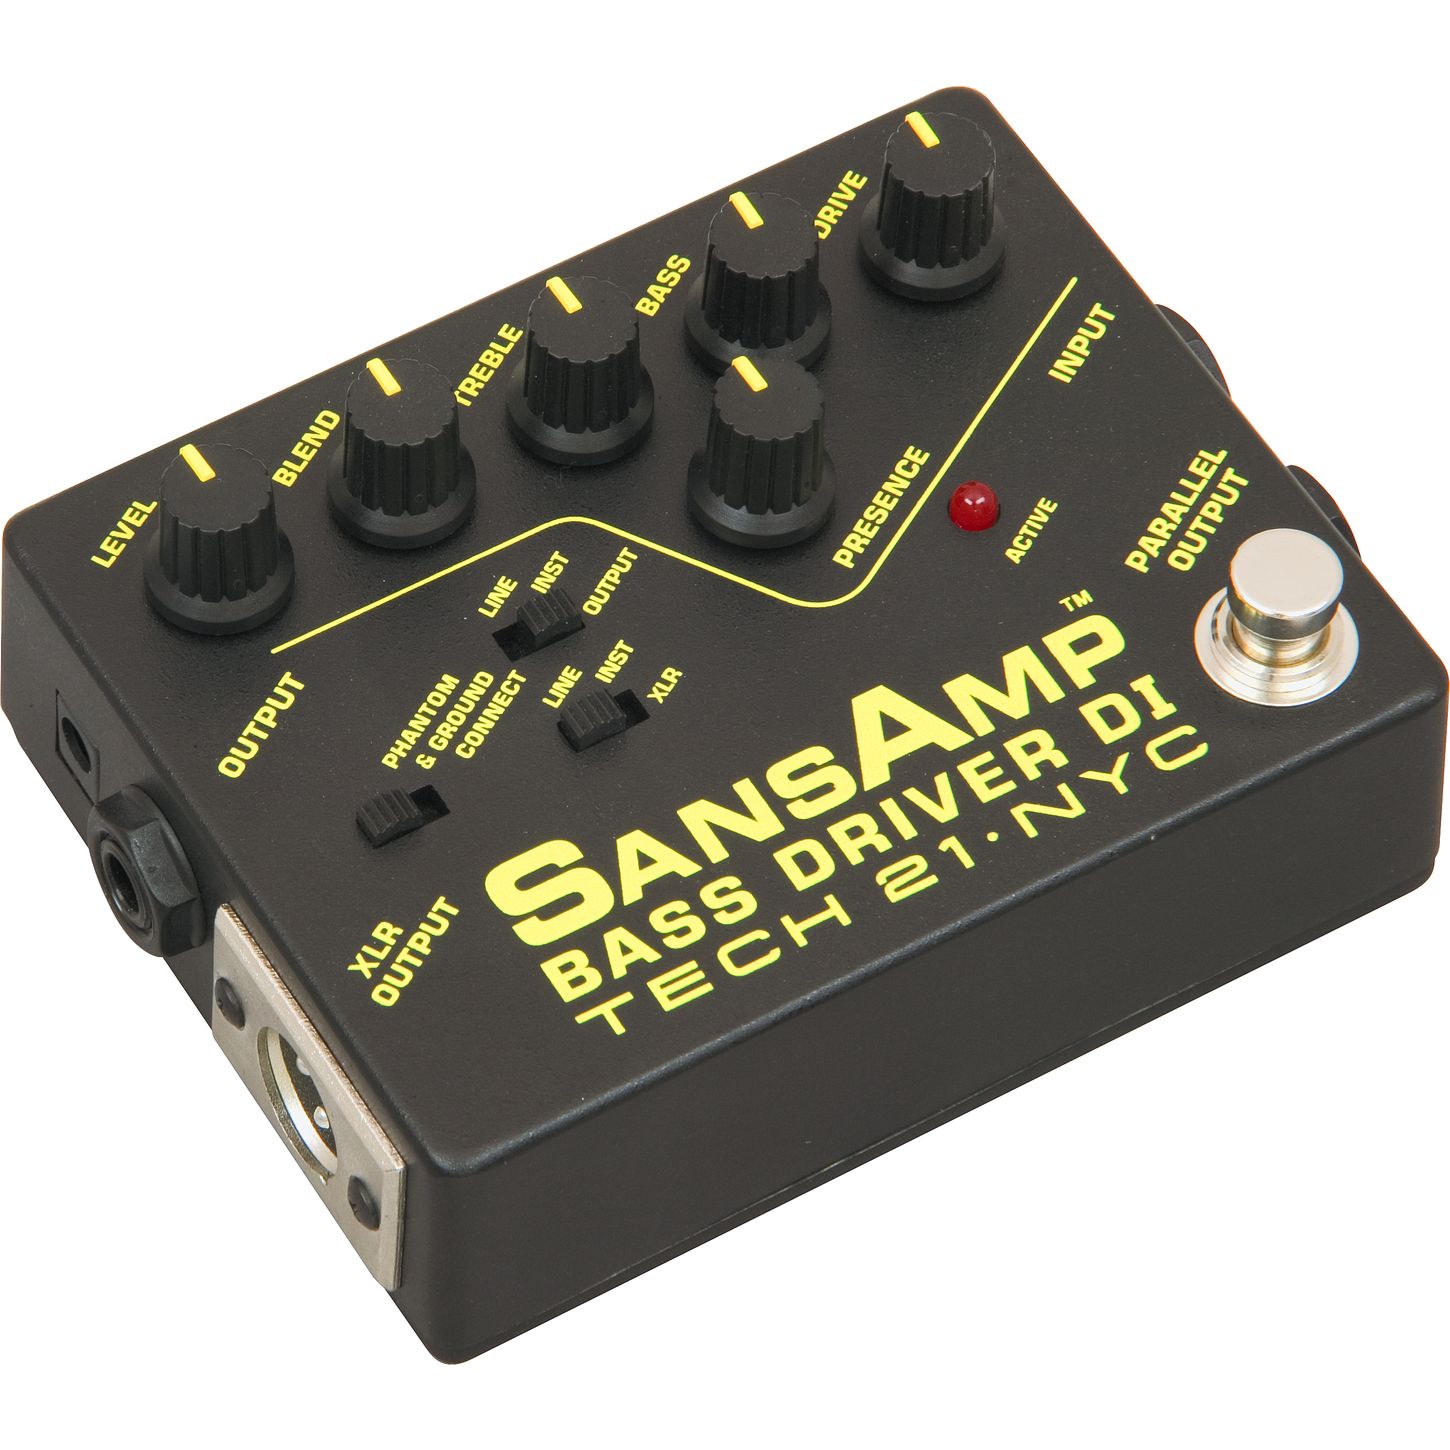 LEVEL
BLEND
TREBLE
BASS
DRIVE
PRESENCE
INPUT
OUTPUT
LINE INST
OUTPUT
LINE INST
XLR
PHANTOM
& GROUND
CONNECT
ACTIVE
PARALLEL
OUTPUT
XLR
OUTPUT
SANSAMP™
BASS DRIVER DI
TECH 21·NYC